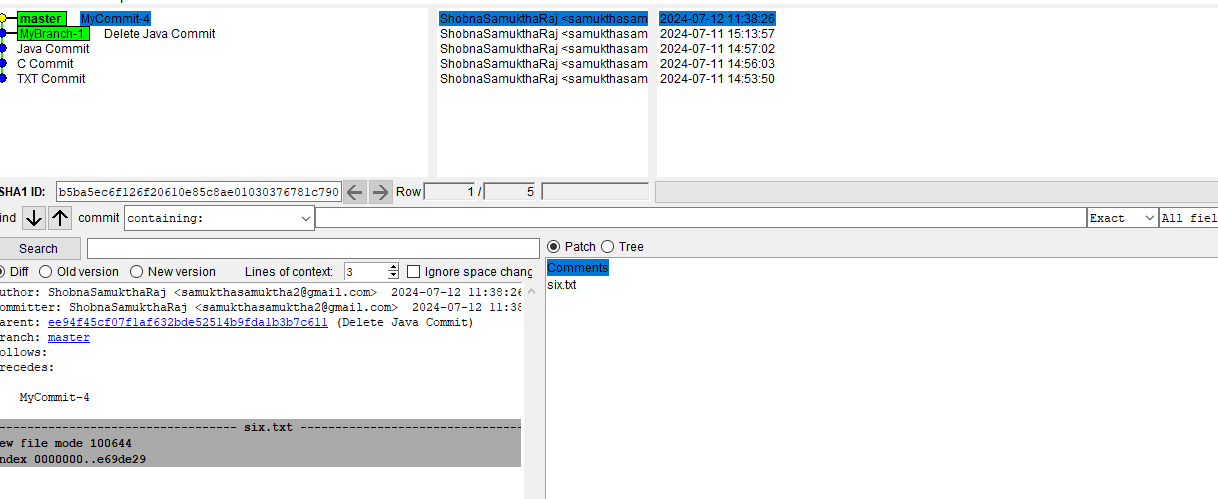 master MyCommit-4 ShobnaSamukthaRaj <samukthasam 2024-07-12 11:38:26
MyBranch-1 Delete Java Commit ShobnaSamukthaRaj <samukthasam 2024-07-11 15:13:57
Java Commit ShobnaSamukthaRaj <samukthasam 2024-07-11 14:57:02
C Commit ShobnaSamukthaRaj <samukthasam 2024-07-11 14:56:03
TXT Commit ShobnaSamukthaRaj <samukthasam 2024-07-11 14:53:50
SHA1 ID: b5ba5ec6f126f20610e85c8ae01030376781c790 Row 1 / 5
ind commit containing: Exact All fiel
Search
Patch Tree
Diff Old version New version Lines of context: 3 Ignore space chang
Comments
six.txt
uthor: ShobnaSamukthaRaj <samukthasamuktha2@gmail.com> 2024-07-12 11:38:26
ommitter: ShobnaSamukthaRaj <samukthasamuktha2@gmail.com> 2024-07-12 11:38
arent: ee94f45cf07f1af632bde52514b9fda1b3b7c611 (Delete Java Commit)
ranch: master
ollows:
recedes:
MyCommit-4
------------------------------------ six.txt ------------------------------------
ew file mode 100644
ndex 0000000..e69de29